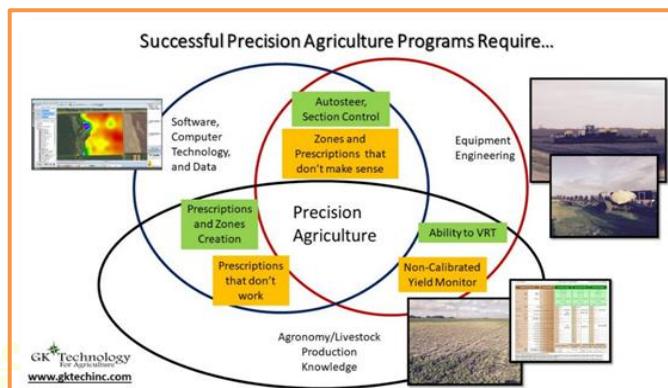 Successful Precision Agriculture Programs Require…
Software,
Computer
Technology,
and Data
Autosteer,
Section Control
Zones and
Prescriptions that
don't make sense
Equipment
Engineering
Prescriptions
and Zones
Creation
Precision
Agriculture
Ability to VRT
Prescriptions
that don't
work
Non-Calibrated
Yield Monitor
Agronomy/Livestock
Production
Knowledge
GK Technology
For Agriculture
www.gktechinc.com